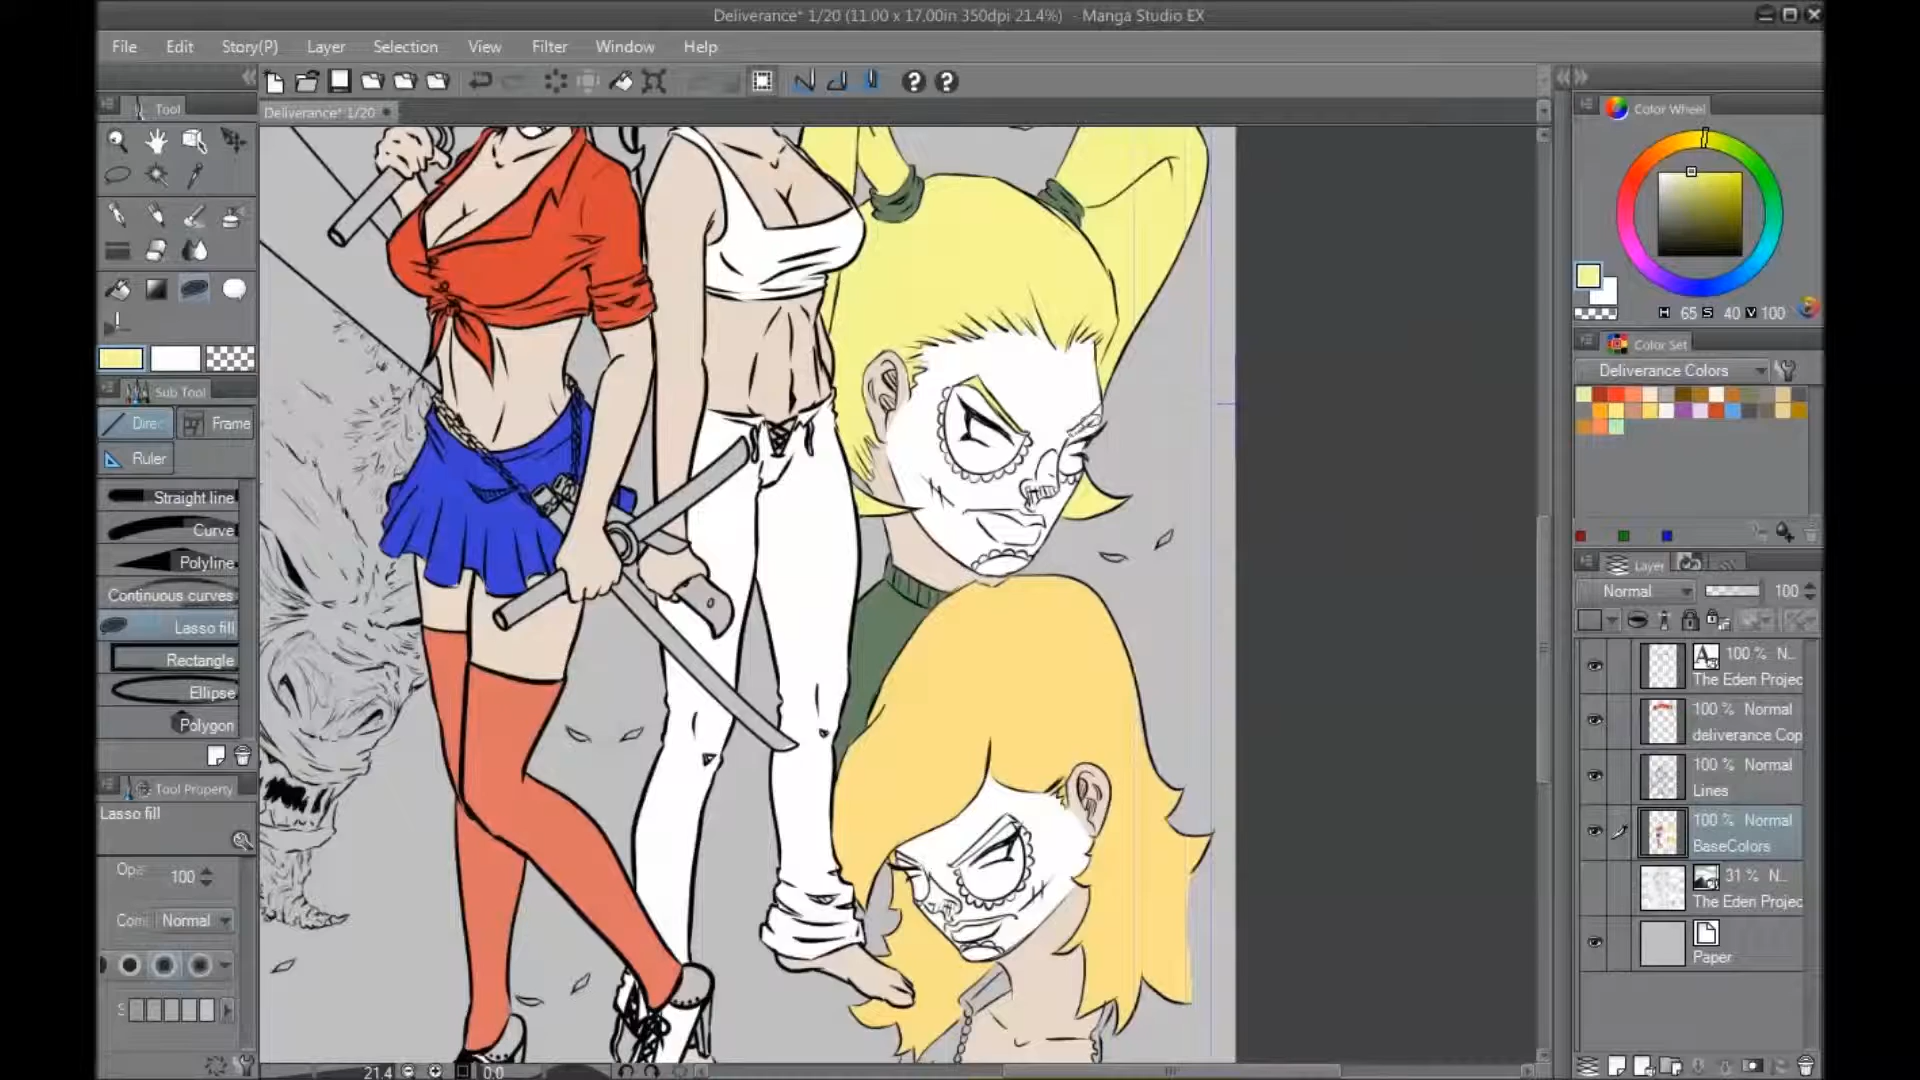 Deliverance* 1/20 (11.00 x 17.00in 350dpi 21.4%) - Manga Studio EX
File Edit Story(P) Layer Selection View Filter Window Help
Tool
Deliverance* 1/20
Color Wheel
H 65 S 40 V 100
Color Set
Deliverance Colors
Sub Tool
Direc Frame
Ruler
Straight line
Curve
Polyline
Continuous curves
Lasso fill
Rectangle
Ellipse
Polygon
Tool Property
Lasso fill
Opa 100
Com Normal
S
Layer
Normal 100
100 % N..
The Eden Projec
100 % Normal
deliverance Cop
100 % Normal
Lines
100 % Normal
BaseColors
31 % N..
The Eden Projec
Paper
21.4 0.0